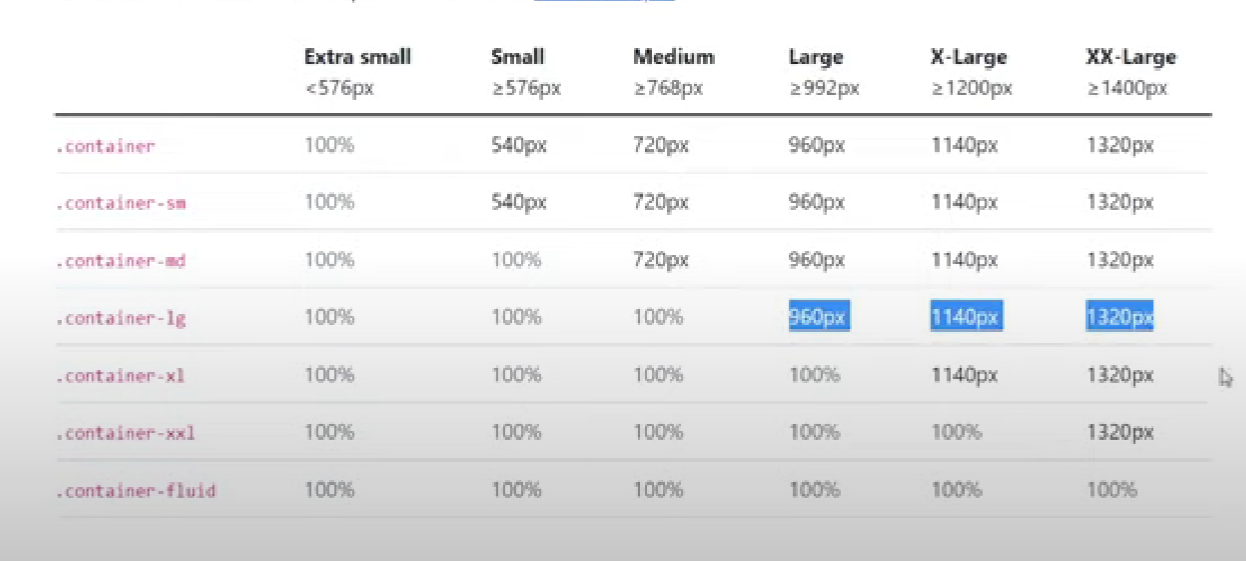 Extra small Small Medium Large X-Large XX-Large
<576px ≥576px ≥768px ≥992px ≥1200px ≥1400px
.container 100% 540px 720px 960px 1140px 1320px
.container-sm 100% 540px 720px 960px 1140px 1320px
.container-md 100% 100% 720px 960px 1140px 1320px
.container-lg 100% 100% 100% 960px 1140px 1320px
.container-xl 100% 100% 100% 100% 1140px 1320px
.container-xxl 100% 100% 100% 100% 100% 1320px
.container-fluid 100% 100% 100% 100% 100% 100%